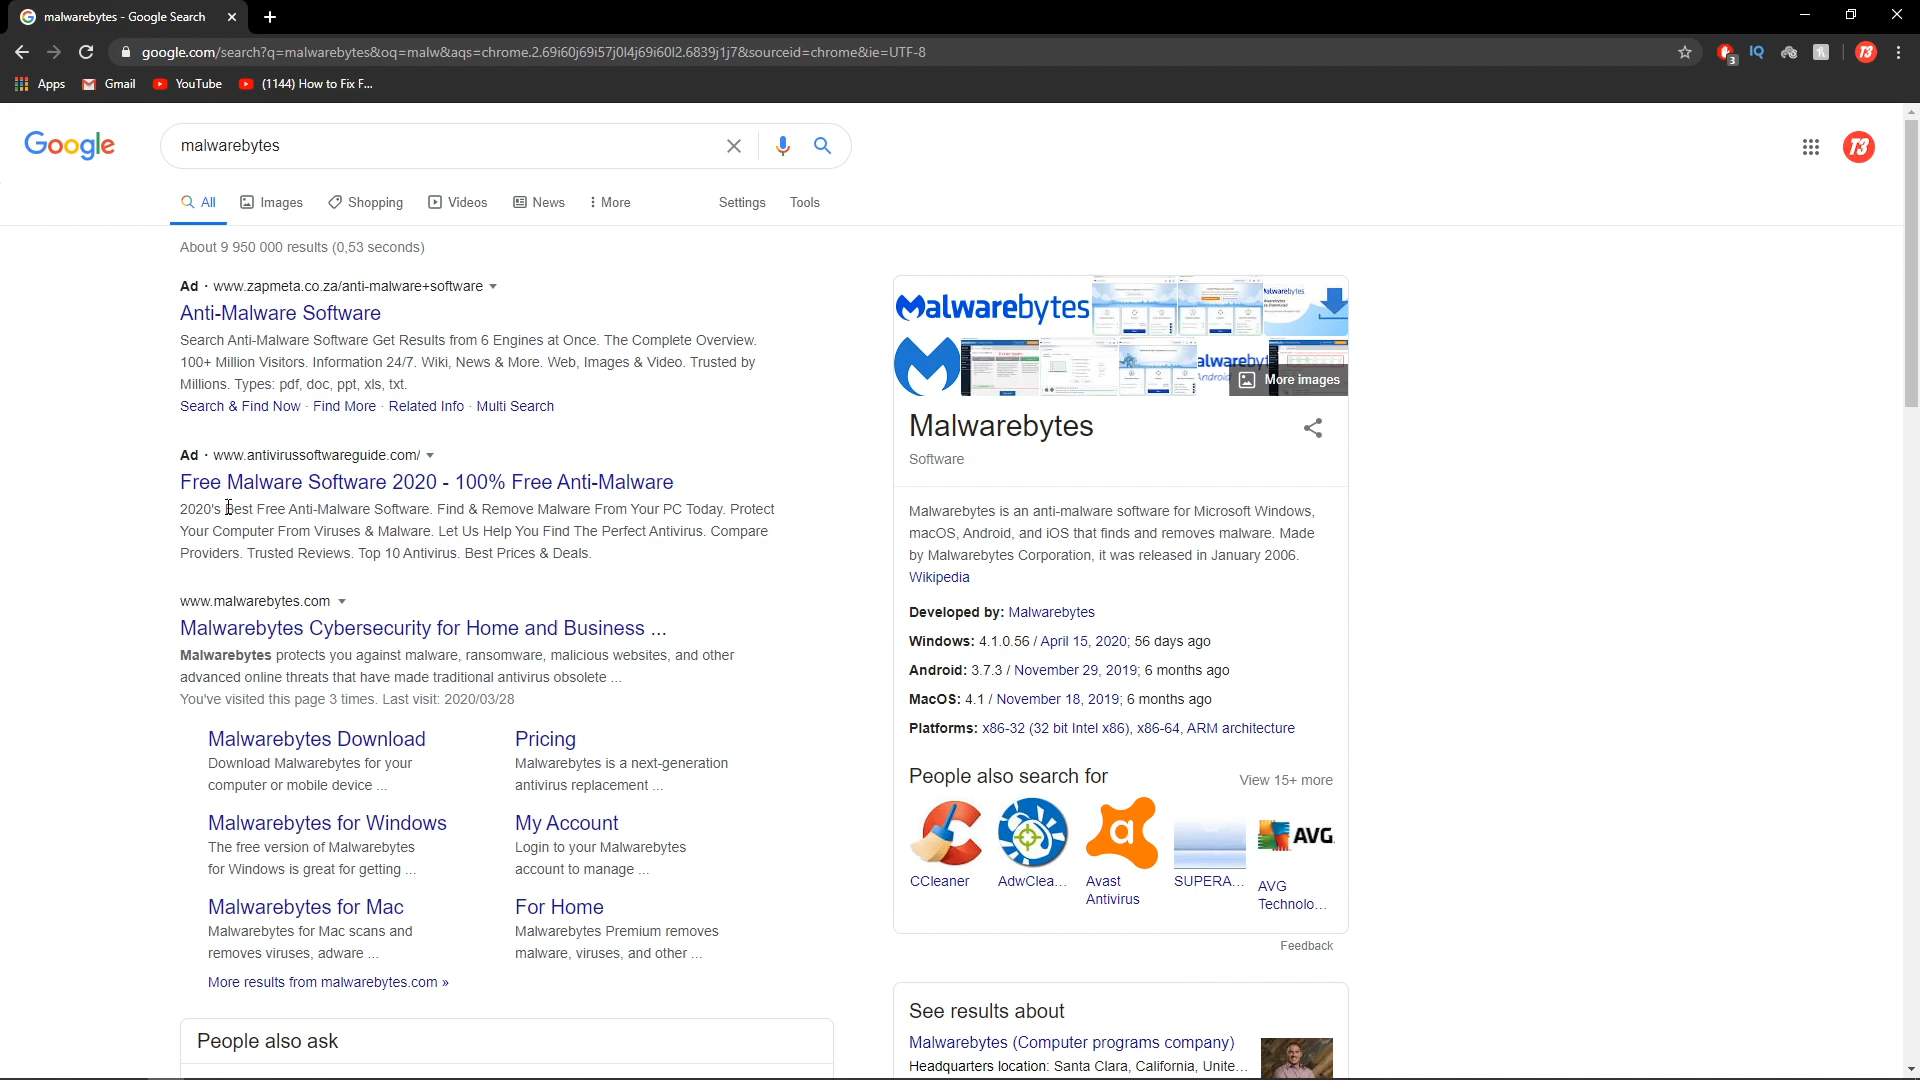 malwarebytes - Google Search
google.com/search?q=malwarebytes&oq=malw&aqs=chrome.2.69i60j69i57j0l4j69i60l2.6839j1j7&sourceid=chrome&ie=UTF-8
3
IQ
T3
Apps
Gmail
YouTube
(1144) How to Fix F...
Google
malwarebytes
T3
All
Images
Shopping
Videos
News
More
Settings
Tools
About 9 950 000 results (0,53 seconds)
Ad · www.zapmeta.co.za/anti-malware+software
Anti-Malware Software
Search Anti-Malware Software Get Results from 6 Engines at Once. The Complete Overview.
100+ Million Visitors. Information 24/7. Wiki, News & More. Web, Images & Video. Trusted by
Millions. Types: pdf, doc, ppt, xls, txt.
Search & Find Now · Find More · Related Info · Multi Search
Ad · www.antivirussoftwareguide.com/
Free Malware Software 2020 - 100% Free Anti-Malware
2020's Best Free Anti-Malware Software. Find & Remove Malware From Your PC Today. Protect
Your Computer From Viruses & Malware. Let Us Help You Find The Perfect Antivirus. Compare
Providers. Trusted Reviews. Top 10 Antivirus. Best Prices & Deals.
www.malwarebytes.com
Malwarebytes Cybersecurity for Home and Business ...
Malwarebytes protects you against malware, ransomware, malicious websites, and other
advanced online threats that have made traditional antivirus obsolete ...
You've visited this page 3 times. Last visit: 2020/03/28
Malwarebytes Download
Download Malwarebytes for your
computer or mobile device ...
Pricing
Malwarebytes is a next-generation
antivirus replacement ...
Malwarebytes for Windows
The free version of Malwarebytes
for Windows is great for getting ...
My Account
Login to your Malwarebytes
account to manage ...
Malwarebytes for Mac
Malwarebytes for Mac scans and
removes viruses, adware ...
For Home
Malwarebytes Premium removes
malware, viruses, and other ...
More results from malwarebytes.com »
People also ask
Malwarebytes
More images
Malwarebytes
Software
Malwarebytes is an anti-malware software for Microsoft Windows,
macOS, Android, and iOS that finds and removes malware. Made
by Malwarebytes Corporation, it was released in January 2006.
Wikipedia
Developed by: Malwarebytes
Windows: 4.1.0.56 / April 15, 2020; 56 days ago
Android: 3.7.3 / November 29, 2019; 6 months ago
MacOS: 4.1 / November 18, 2019; 6 months ago
Platforms: x86-32 (32 bit Intel x86), x86-64, ARM architecture
People also search for
View 15+ more
AVG
CCleaner
AdwClea...
Avast
Antivirus
SUPERA...
AVG
Technolo...
Feedback
See results about
Malwarebytes (Computer programs company)
Headquarters location: Santa Clara, California, Unite...